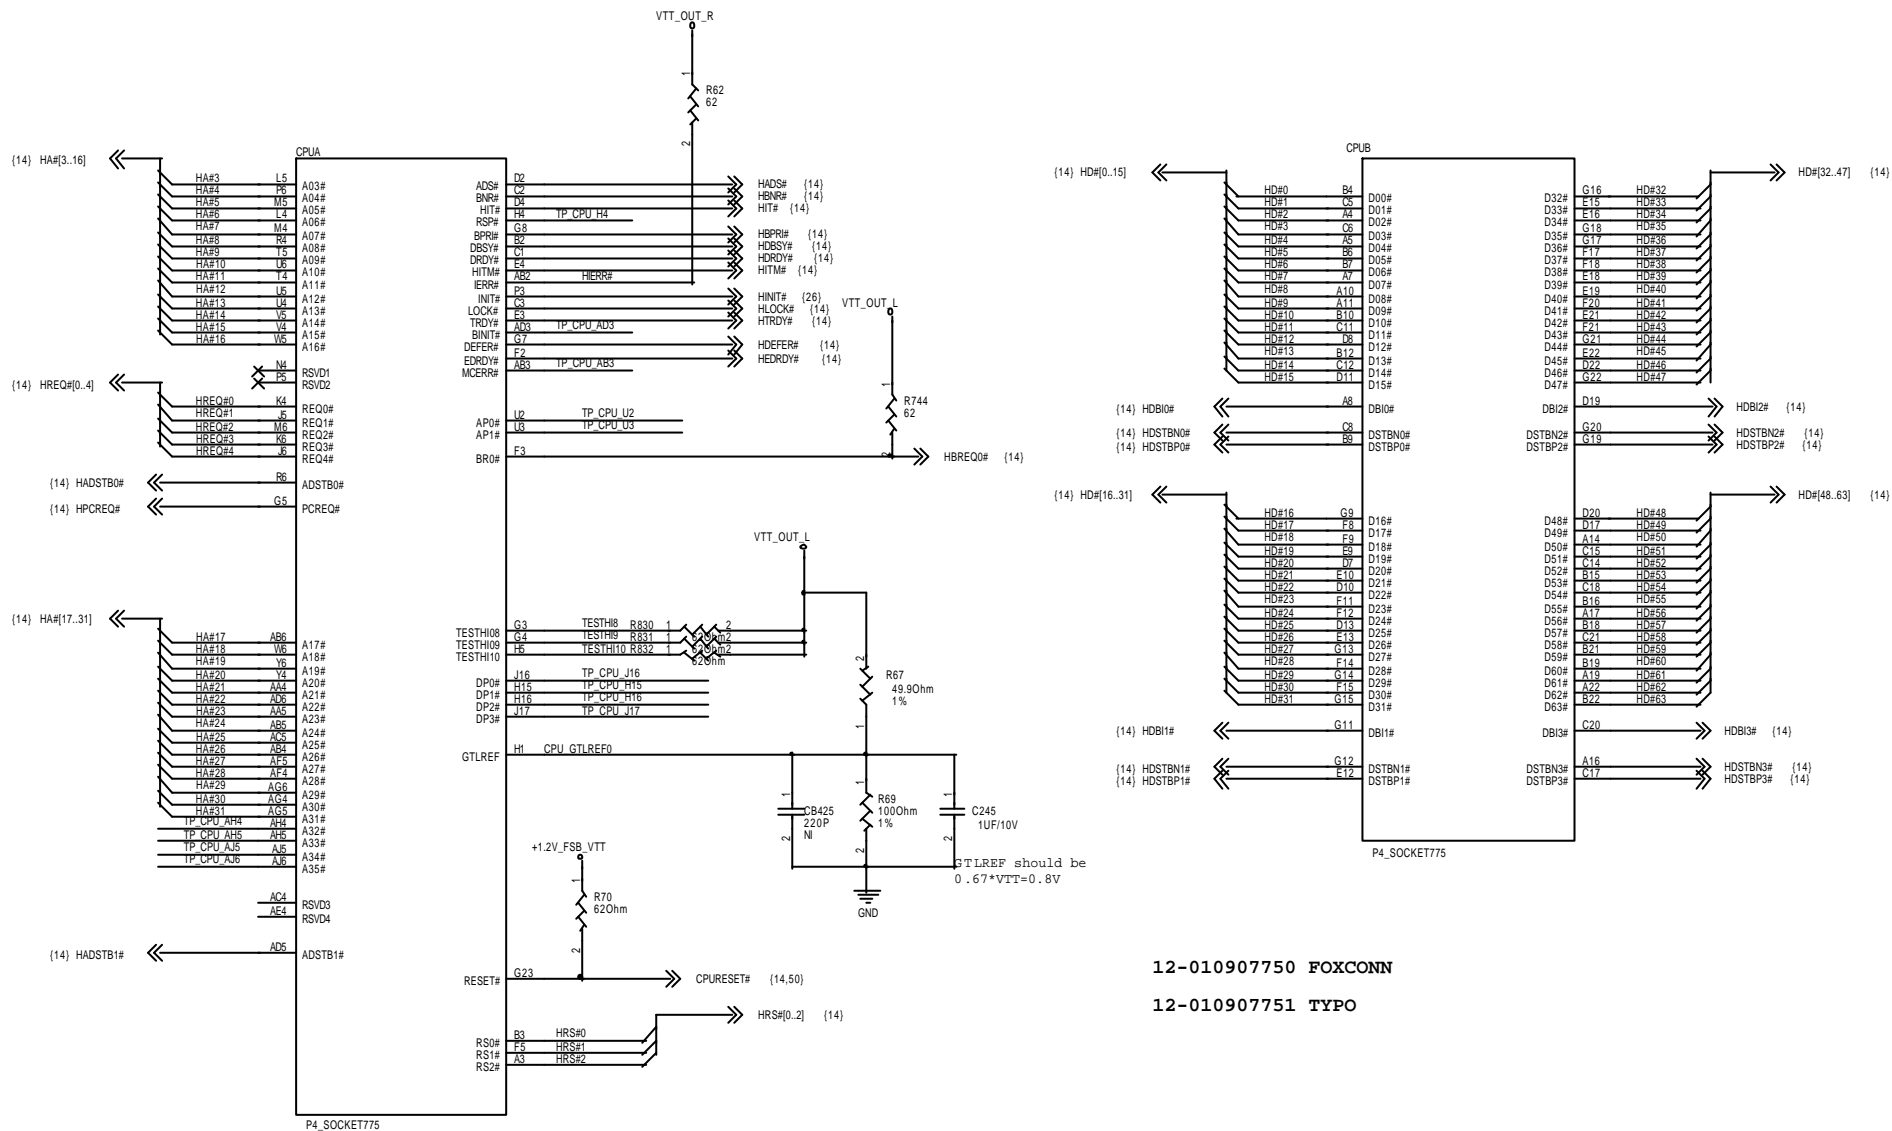 VTT_OUT_R
1
R62
62
2
CPUA
{14} HA#[3..16]
HA#3 L5 A03#
HA#4 P6 A04#
HA#5 M5 A05#
HA#6 L4 A06#
HA#7 M4 A07#
HA#8 R4 A08#
HA#9 T5 A09#
HA#10 U6 A10#
HA#11 T4 A11#
HA#12 U5 A12#
HA#13 U4 A13#
HA#14 V5 A14#
HA#15 V4 A15#
HA#16 W5 A16#
N4 RSVD1
P5 RSVD2
{14} HREQ#[0..4]
HREQ#0 K4 REQ0#
HREQ#1 J5 REQ1#
HREQ#2 M6 REQ2#
HREQ#3 K6 REQ3#
HREQ#4 J6 REQ4#
{14} HADSTB0# R6 ADSTB0#
{14} HPCREQ# G5 PCREQ#
{14} HA#[17..31]
HA#17 AB6 A17#
HA#18 W6 A18#
HA#19 Y6 A19#
HA#20 Y4 A20#
HA#21 AA4 A21#
HA#22 AD6 A22#
HA#23 AA5 A23#
HA#24 AB5 A24#
HA#25 AC5 A25#
HA#26 AB4 A26#
HA#27 AF5 A27#
HA#28 AF4 A28#
HA#29 AG6 A29#
HA#30 AG4 A30#
HA#31 AG5 A31#
TP_CPU_AH4 AH4 A32#
TP_CPU_AH5 AH5 A33#
TP_CPU_AJ5 AJ5 A34#
TP_CPU_AJ6 AJ6 A35#
AC4 RSVD3
AE4 RSVD4
{14} HADSTB1# AD5 ADSTB1#
ADS# D2 HADS# {14}
BNR# C2 HBNR# {14}
HIT# D4 HIT# {14}
RSP# H4 TP_CPU_H4
BPRI# G8 HBPRI# {14}
DBSY# B2 HDBSY# {14}
DRDY# C1 HDRDY# {14}
HITM# E4 HITM# {14}
IERR# AB2 HIERR#
INIT# P3 HINIT# {26}
LOCK# C3 HLOCK# {14}
TRDY# E3 HTRDY# {14}
BINIT# AD3 TP_CPU_AD3
DEFER# G7 HDEFER# {14}
EDRDY# F2 HEDRDY# {14}
MCERR# AB3 TP_CPU_AB3
VTT_OUT_L
1
R744
62
2
AP0# U2 TP_CPU_U2
AP1# U3 TP_CPU_U3
BR0# F3 HBREQ0# {14}
VTT_OUT_L
TESTHI08 G3 TESTHI8 R830 1 2 62Ohm
TESTHI09 G4 TESTHI9 R831 1 2 62Ohm
TESTHI10 H5 TESTHI10 R832 1 2 62Ohm
DP0# J16 TP_CPU_J16
DP1# H15 TP_CPU_H15
DP2# H16 TP_CPU_H16
DP3# J17 TP_CPU_J17
2
R67
49.9Ohm
1%
1
GTLREF H1 CPU_GTLREF0
1
CB425
220P
NI
2
1
R69
100Ohm
1%
2
1
C245
1UF/10V
2
GTLREF should be
0.67*VTT=0.8V
GND
+1.2V_FSB_VTT
1
R70
62Ohm
2
RESET# G23 CPURESET# {14,50}
HRS#[0..2] {14}
RS0# B3 HRS#0
RS1# F5 HRS#1
RS2# A3 HRS#2
P4_SOCKET775
CPUB
{14} HD#[0..15]
HD#0 B4 D00#
HD#1 C5 D01#
HD#2 A4 D02#
HD#3 C6 D03#
HD#4 A5 D04#
HD#5 B6 D05#
HD#6 B7 D06#
HD#7 A7 D07#
HD#8 A10 D08#
HD#9 A11 D09#
HD#10 B10 D10#
HD#11 C11 D11#
HD#12 D8 D12#
HD#13 B12 D13#
HD#14 C12 D14#
HD#15 D11 D15#
{14} HDBI0# A8 DBI0#
{14} HDSTBN0# C8 DSTBN0#
{14} HDSTBP0# B9 DSTBP0#
{14} HD#[16..31]
HD#16 G9 D16#
HD#17 F8 D17#
HD#18 F9 D18#
HD#19 E9 D19#
HD#20 D7 D20#
HD#21 E10 D21#
HD#22 D10 D22#
HD#23 F11 D23#
HD#24 F12 D24#
HD#25 D13 D25#
HD#26 E13 D26#
HD#27 G13 D27#
HD#28 F14 D28#
HD#29 G14 D29#
HD#30 F15 D30#
HD#31 G15 D31#
{14} HDBI1# G11 DBI1#
{14} HDSTBN1# G12 DSTBN1#
{14} HDSTBP1# E12 DSTBP1#
HD#[32..47] {14}
D32# G16 HD#32
D33# E15 HD#33
D34# E16 HD#34
D35# G18 HD#35
D36# G17 HD#36
D37# F17 HD#37
D38# F18 HD#38
D39# E18 HD#39
D40# E19 HD#40
D41# F20 HD#41
D42# E21 HD#42
D43# F21 HD#43
D44# G21 HD#44
D45# E22 HD#45
D46# D22 HD#46
D47# G22 HD#47
DBI2# D19 HDBI2# {14}
DSTBN2# G20 HDSTBN2# {14}
DSTBP2# G19 HDSTBP2# {14}
HD#[48..63] {14}
D48# D20 HD#48
D49# D17 HD#49
D50# A14 HD#50
D51# C15 HD#51
D52# C14 HD#52
D53# B15 HD#53
D54# C18 HD#54
D55# B16 HD#55
D56# A17 HD#56
D57# B18 HD#57
D58# C21 HD#58
D59# B21 HD#59
D60# B19 HD#60
D61# A19 HD#61
D62# A22 HD#62
D63# B22 HD#63
DBI3# C20 HDBI3# {14}
DSTBN3# A16 HDSTBN3# {14}
DSTBP3# C17 HDSTBP3# {14}
P4_SOCKET775
12-010907750 FOXCONN
12-010907751 TYPO